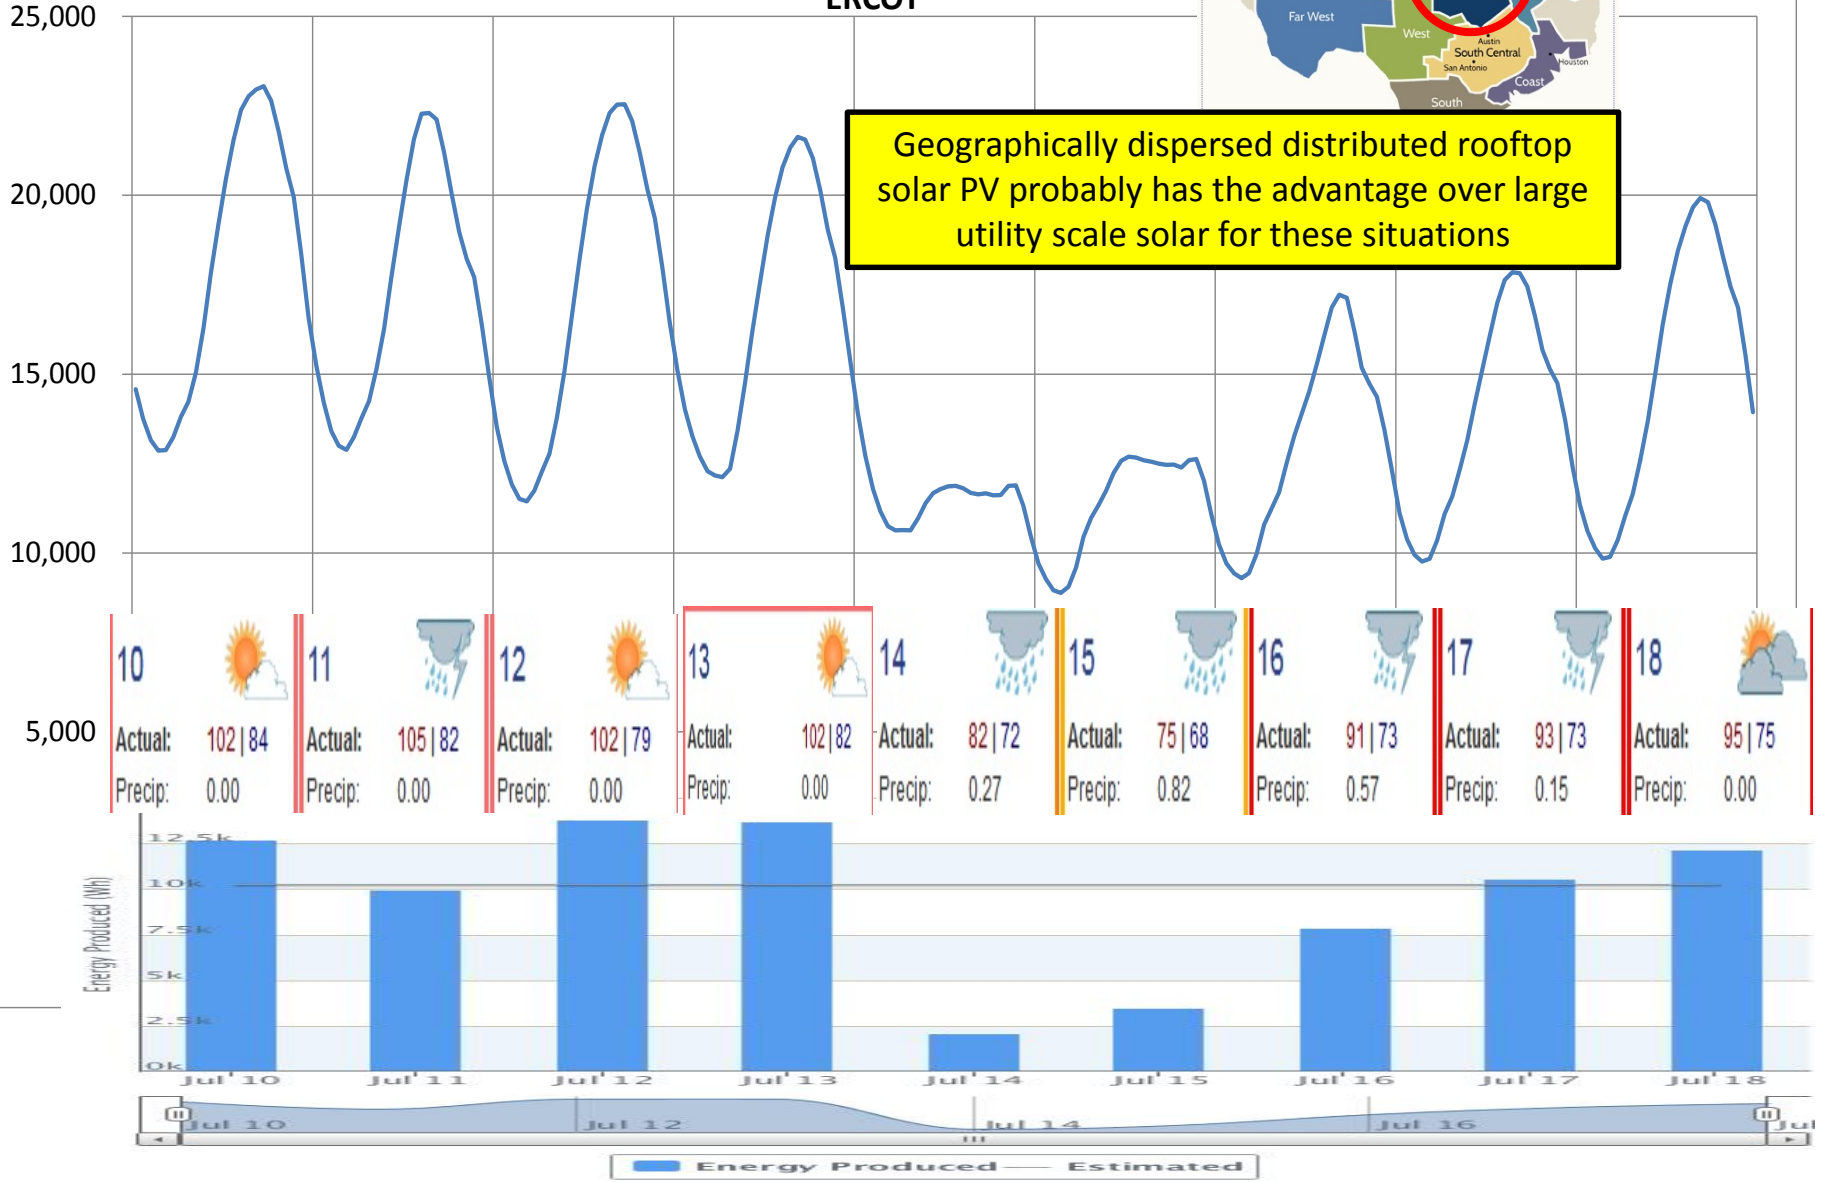 ERCOT
25,000
20,000
15,000
10,000
5,000
Far West
West
Austin
South Central
San Antonio
Houston
Coast
South
Geographically dispersed distributed rooftop
solar PV probably has the advantage over large
utility scale solar for these situations
10
11
12
13
14
15
16
17
18
Actual: 102|84
Actual: 105|82
Actual: 102|79
Actual: 102|82
Actual: 82|72
Actual: 75|68
Actual: 91|73
Actual: 93|73
Actual: 95|75
Precip: 0.00
Precip: 0.00
Precip: 0.00
Precip: 0.00
Precip: 0.27
Precip: 0.82
Precip: 0.57
Precip: 0.15
Precip: 0.00
Energy Produced (Wh)
12.5k
10k
7.5k
5k
2.5k
0k
Jul'10
Jul'11
Jul'12
Jul'13
Jul'14
Jul'15
Jul'16
Jul'17
Jul'18
Jul 10
Jul 12
Jul 14
Jul 16
Jul
Energy Produced
Estimated